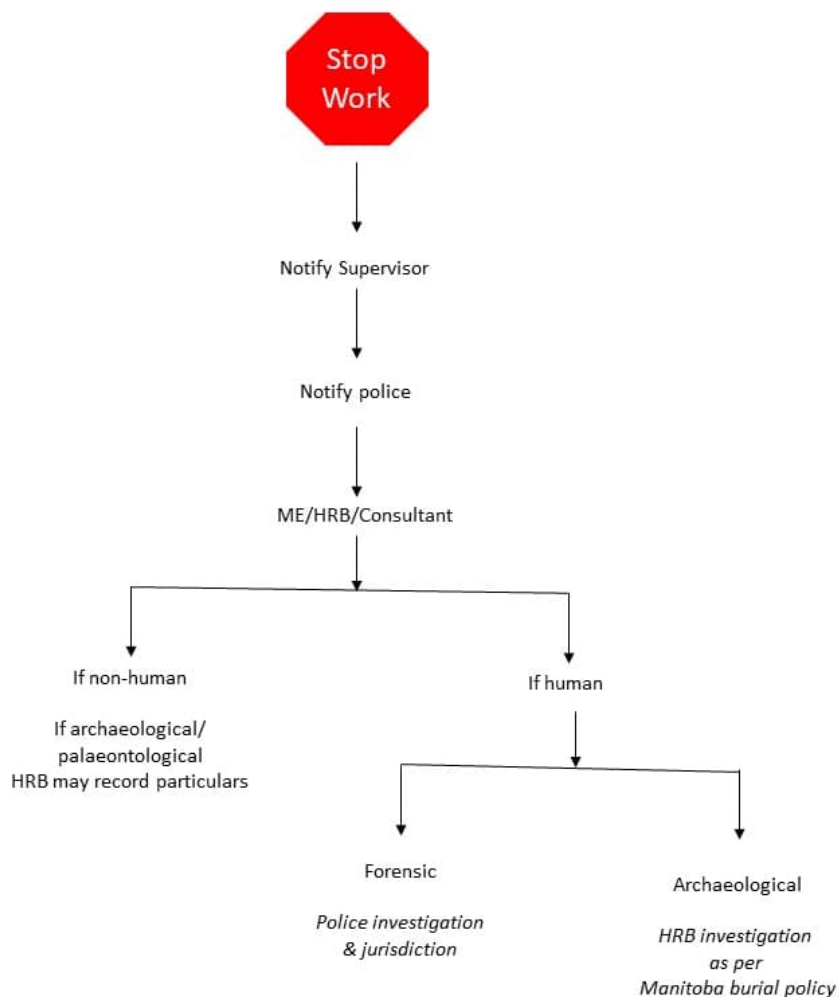 Stop
Work
Notify Supervisor
Notify police
ME/HRB/Consultant
If non-human
If archaeological/
palaeontological
HRB may record particulars
If human
Forensic
Police investigation
& jurisdiction
Archaeological
HRB investigation
as per
Manitoba burial policy